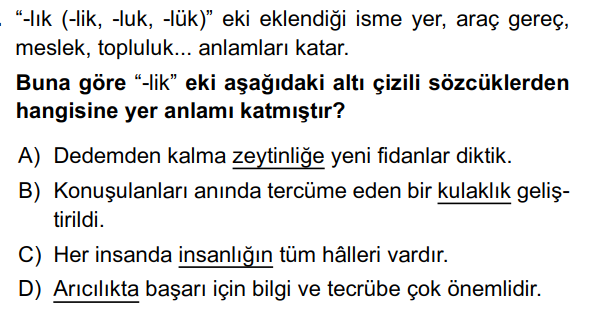 “-lık (-lik, -luk, -lük)” eki eklendiği isme yer, araç gereç,
meslek, topluluk... anlamları katar.
Buna göre “-lik” eki aşağıdaki altı çizili sözcüklerden
hangisine yer anlamı katmıştır?
A) Dedemden kalma zeytinliğe yeni fidanlar diktik.
B) Konuşulanları anında tercüme eden bir kulaklık geliş-
tirildi.
C) Her insanda insanlığın tüm hâlleri vardır.
D) Arıcılıkta başarı için bilgi ve tecrübe çok önemlidir.